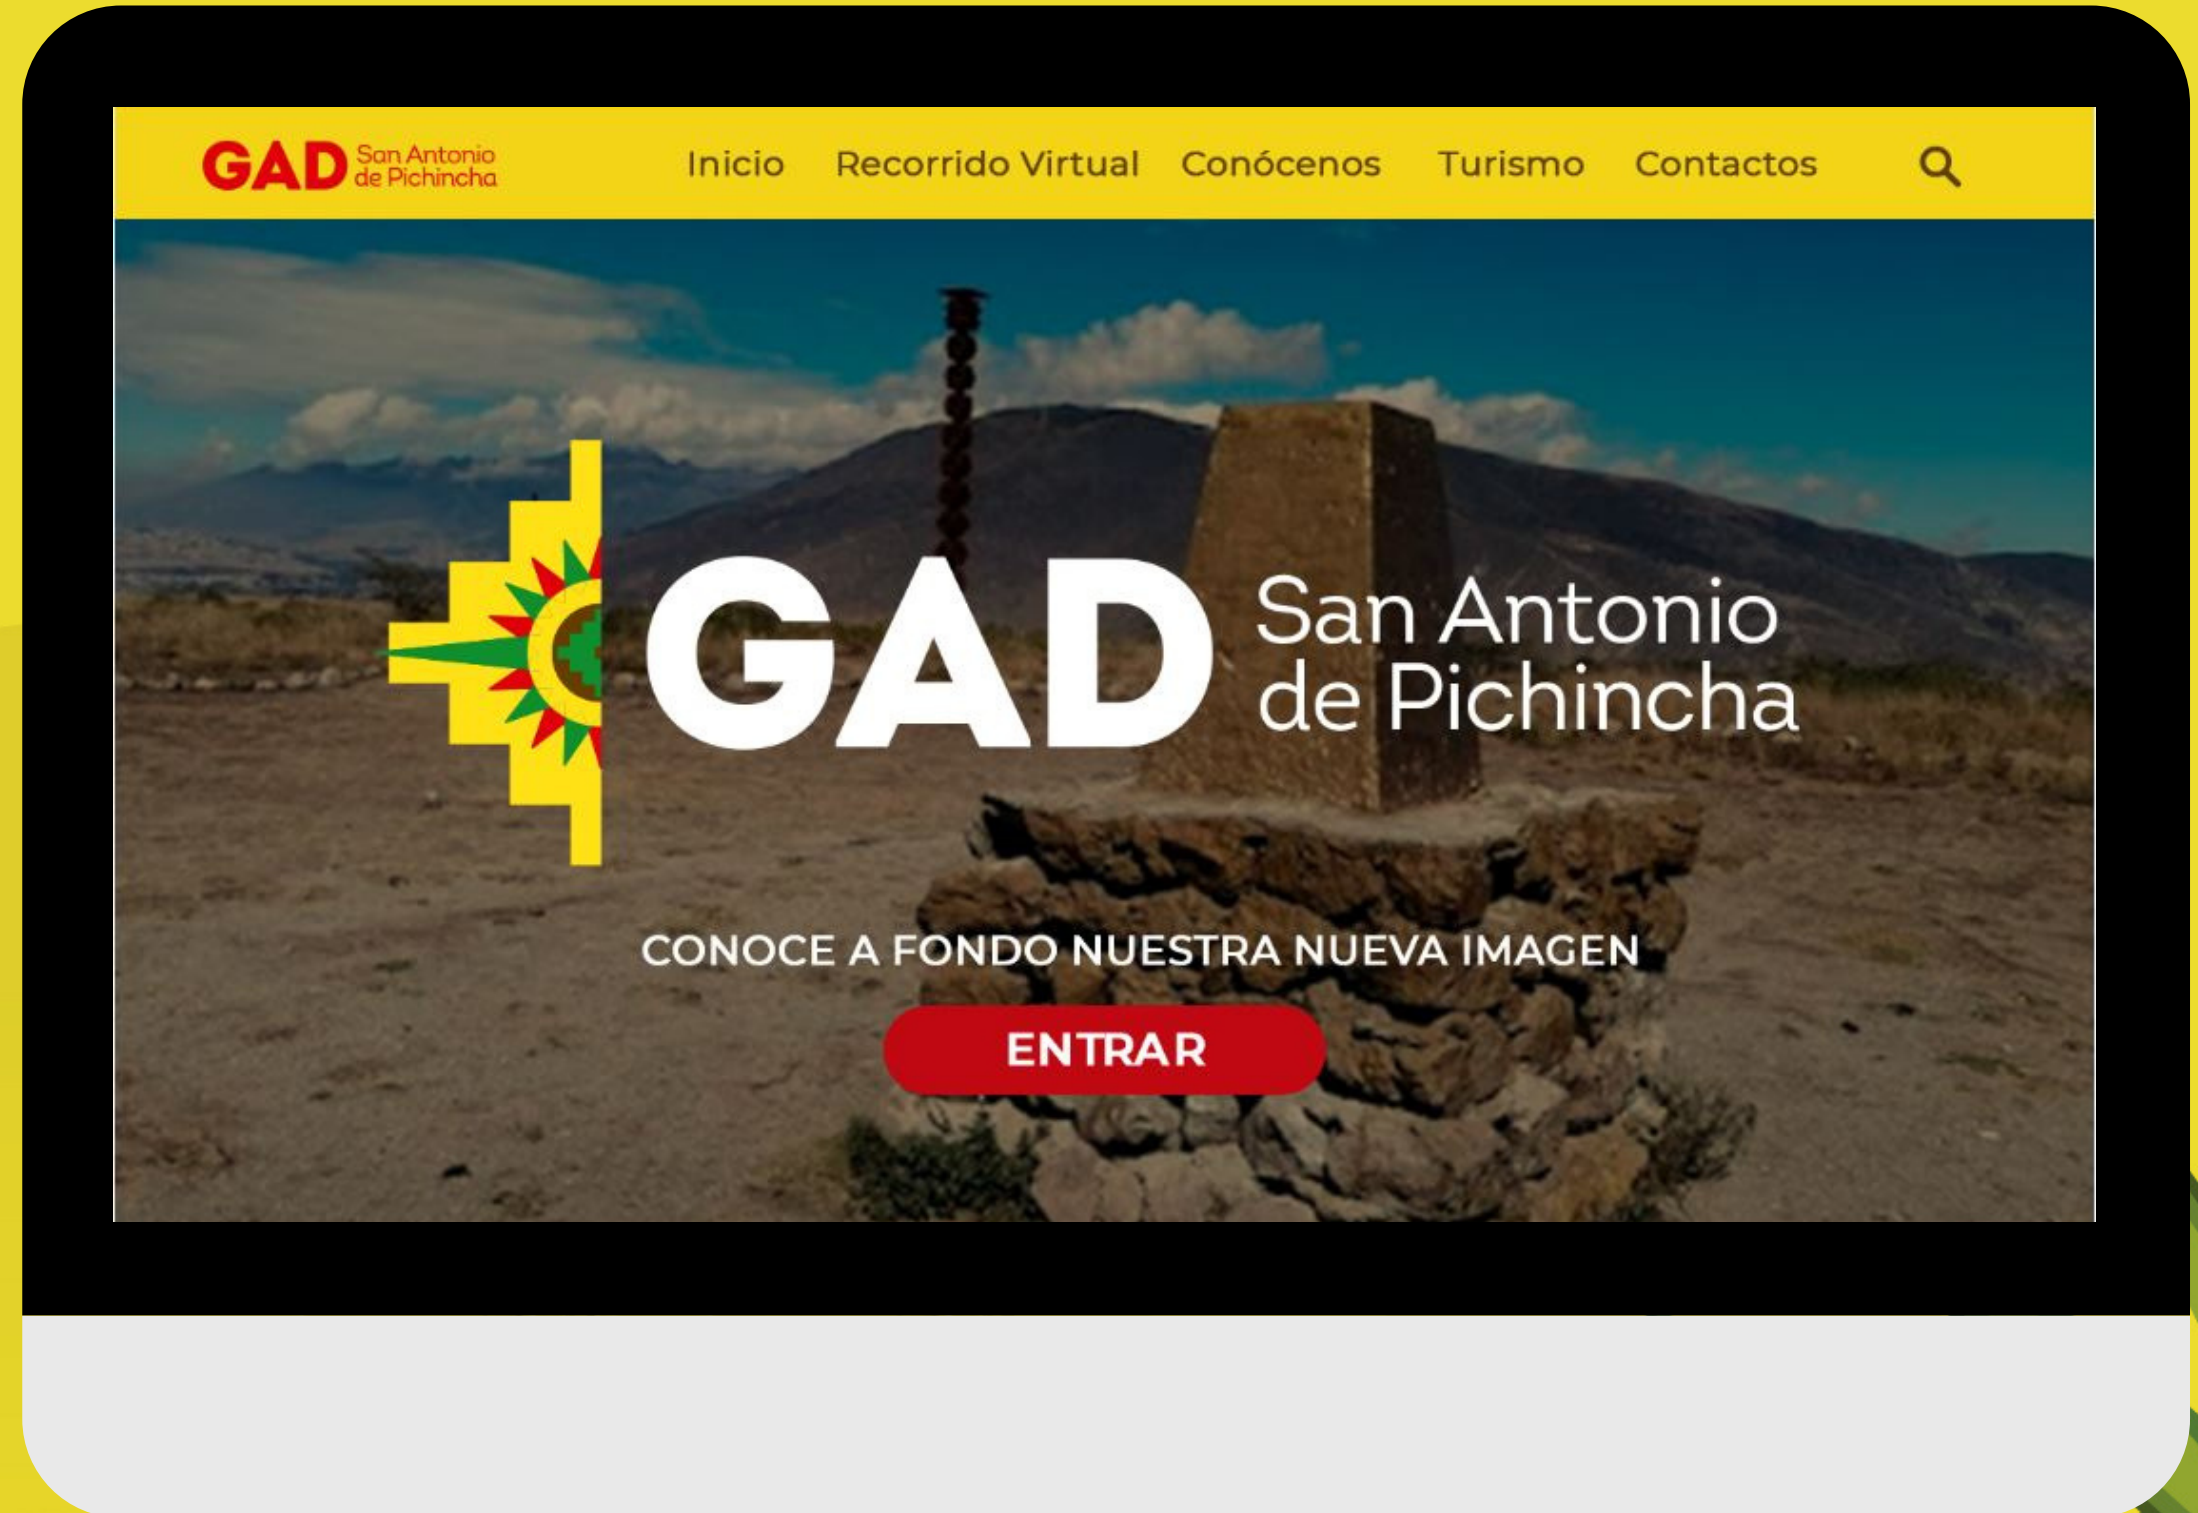 GAD San Antonio
de Pichincha
Inicio Recorrido Virtual Conócenos Turismo Contactos
GAD San Antonio
de Pichincha
CONOCE A FONDO NUESTRA NUEVA IMAGEN
ENTRAR